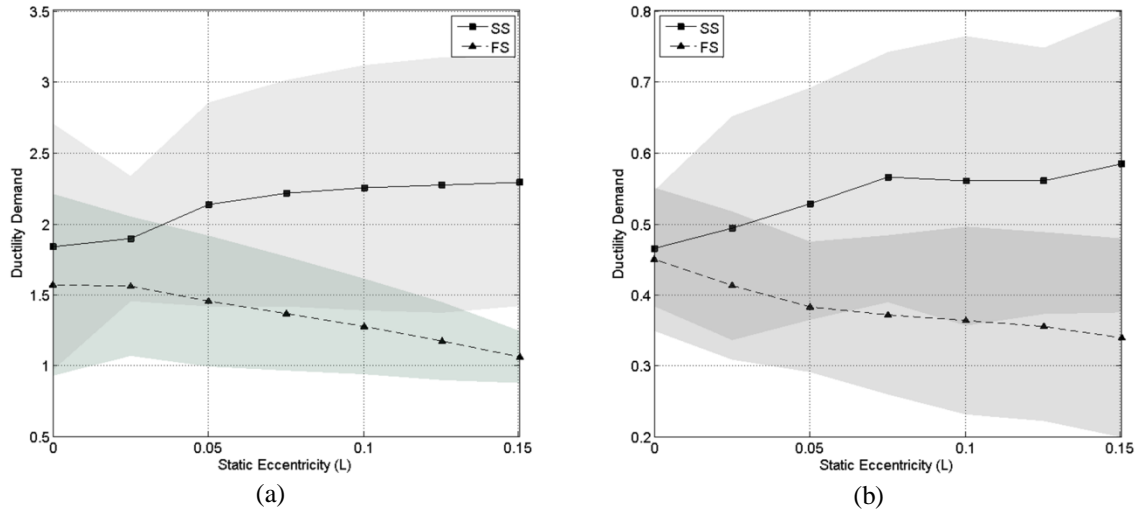 3.5
3
2.5
2
1.5
1
0.5
Ductility Demand
SS
FS
0
0.05
0.1
0.15
Static Eccentricity (L)
(a)
0.8
0.7
0.6
0.5
0.4
0.3
0.2
Ductility Demand
SS
FS
0
0.05
0.1
0.15
Static Eccentricity (L)
(b)